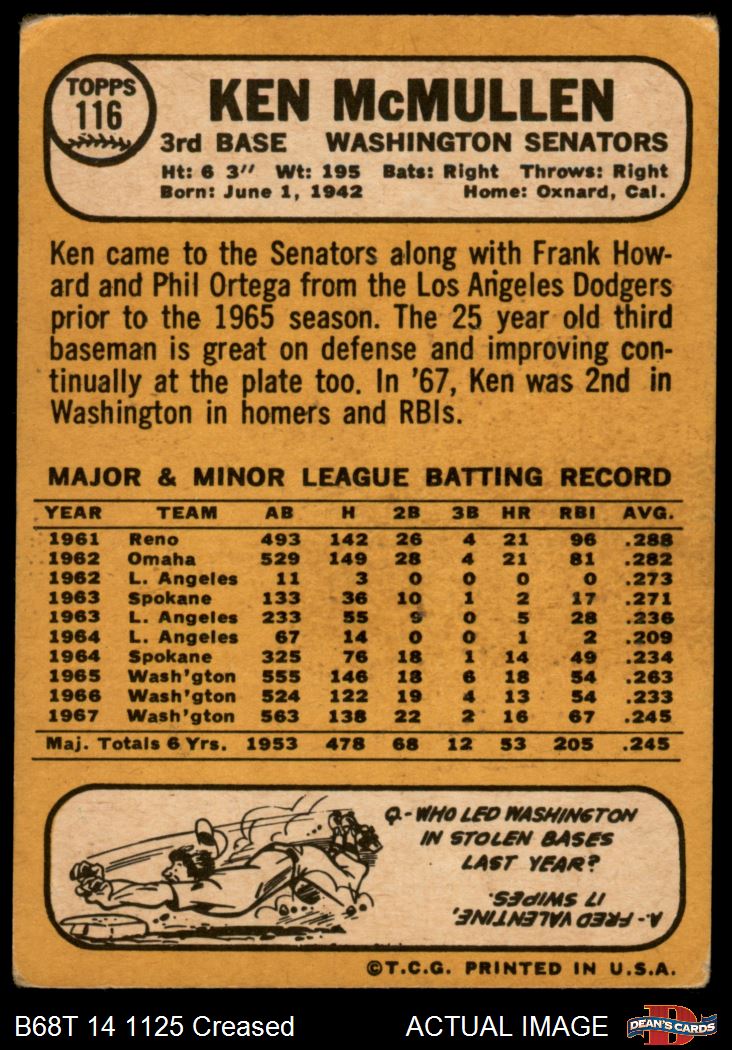 TOPPS
116
KEN McMULLEN
3rd BASE WASHINGTON SENATORS
Ht: 6 3" Wt: 195 Bats: Right Throws: Right
Born: June 1, 1942 Home: Oxnard, Cal.
Ken came to the Senators along with Frank How-
ard and Phil Ortega from the Los Angeles Dodgers
prior to the 1965 season. The 25 year old third
baseman is great on defense and improving con-
tinually at the plate too. In '67, Ken was 2nd in
Washington in homers and RBIs.
MAJOR & MINOR LEAGUE BATTING RECORD
YEAR TEAM AB H 2B 3B HR RBI AVG.
1961 Reno 493 142 26 4 21 96 .288
1962 Omaha 529 149 28 4 21 81 .282
1962 L. Angeles 11 3 0 0 0 0 .273
1963 Spokane 133 36 10 1 2 17 .271
1963 L. Angeles 233 55 9 0 5 28 .236
1964 L. Angeles 67 14 0 0 1 2 .209
1964 Spokane 325 76 18 1 14 49 .234
1965 Wash'gton 555 146 18 6 18 54 .263
1966 Wash'gton 524 122 19 4 13 54 .233
1967 Wash'gton 563 138 22 2 16 67 .245
Maj. Totals 6 Yrs. 1953 478 68 12 53 205 .245
Q.-WHO LED WASHINGTON
IN STOLEN BASES
LAST YEAR?
A-FRED VALENTINE,
17 SWIPES.
©T.C.G. PRINTED IN U.S.A.
B68T 14 1125 Creased ACTUAL IMAGE
DEAN'S CARDS